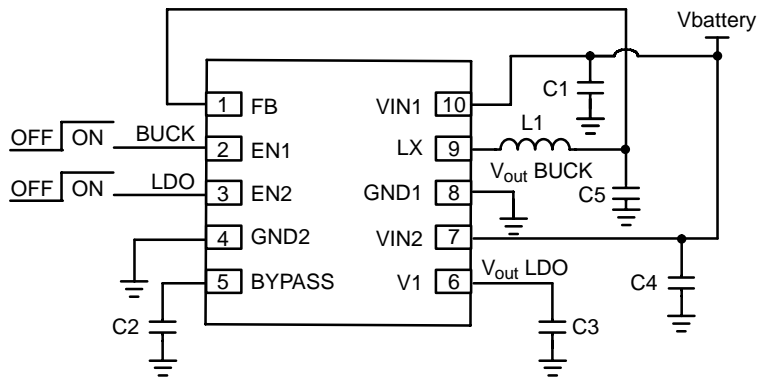 Vbattery
1 FB
VIN1 10
C1
OFF ON BUCK
2 EN1
LX 9
L1
Vout BUCK
OFF ON LDO
3 EN2
GND1 8
C5
4 GND2
VIN2 7
5 BYPASS
V1 6
Vout LDO
C4
C2
C3